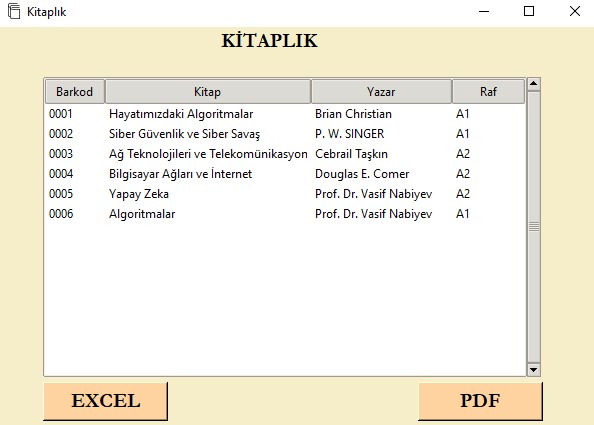 Kitaplık
KİTAPLIK
Barkod Kitap Yazar Raf
0001 Hayatımızdaki Algoritmalar Brian Christian A1
0002 Siber Güvenlik ve Siber Savaş P. W. SINGER A1
0003 Ağ Teknolojileri ve Telekomünikasyon Cebrail Taşkın A2
0004 Bilgisayar Ağları ve İnternet Douglas E. Comer A2
0005 Yapay Zeka Prof. Dr. Vasif Nabiyev A2
0006 Algoritmalar Prof. Dr. Vasif Nabiyev A1
EXCEL PDF